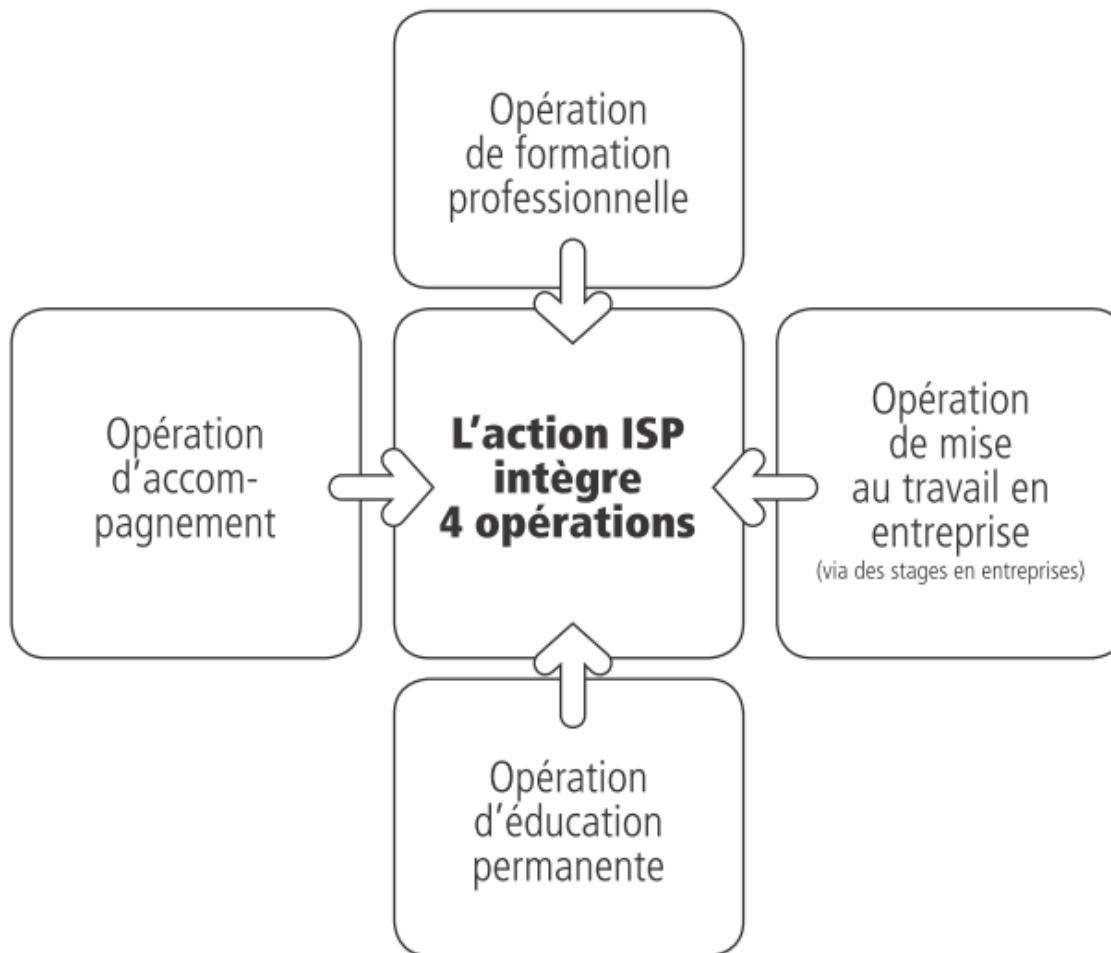 Opération
de formation
professionnelle
Opération
d'accom-
pagnement
L'action ISP
intègre
4 opérations
Opération
de mise
au travail en
entreprise
(via des stages en entreprises)
Opération
d'éducation
permanente